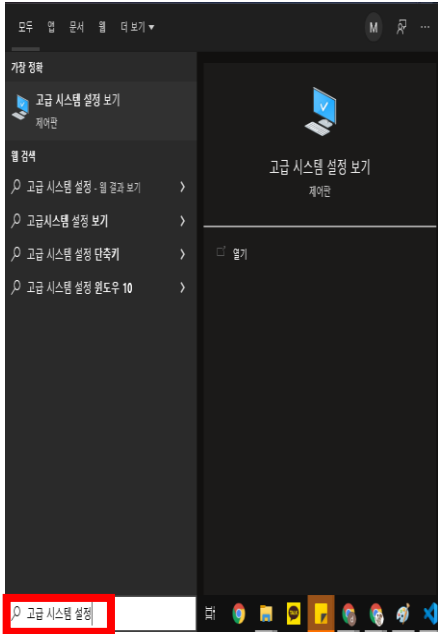 모두 앱 문서 웹 더 보기 ▾ M ···
가장 정확
고급 시스템 설정 보기
제어판
웹 검색
고급 시스템 설정 - 웹 결과 보기
고급시스템 설정 보기
고급 시스템 설정 단축키
고급 시스템 설정 윈도우 10
고급 시스템 설정 보기
제어판
열기
고급 시스템 설정